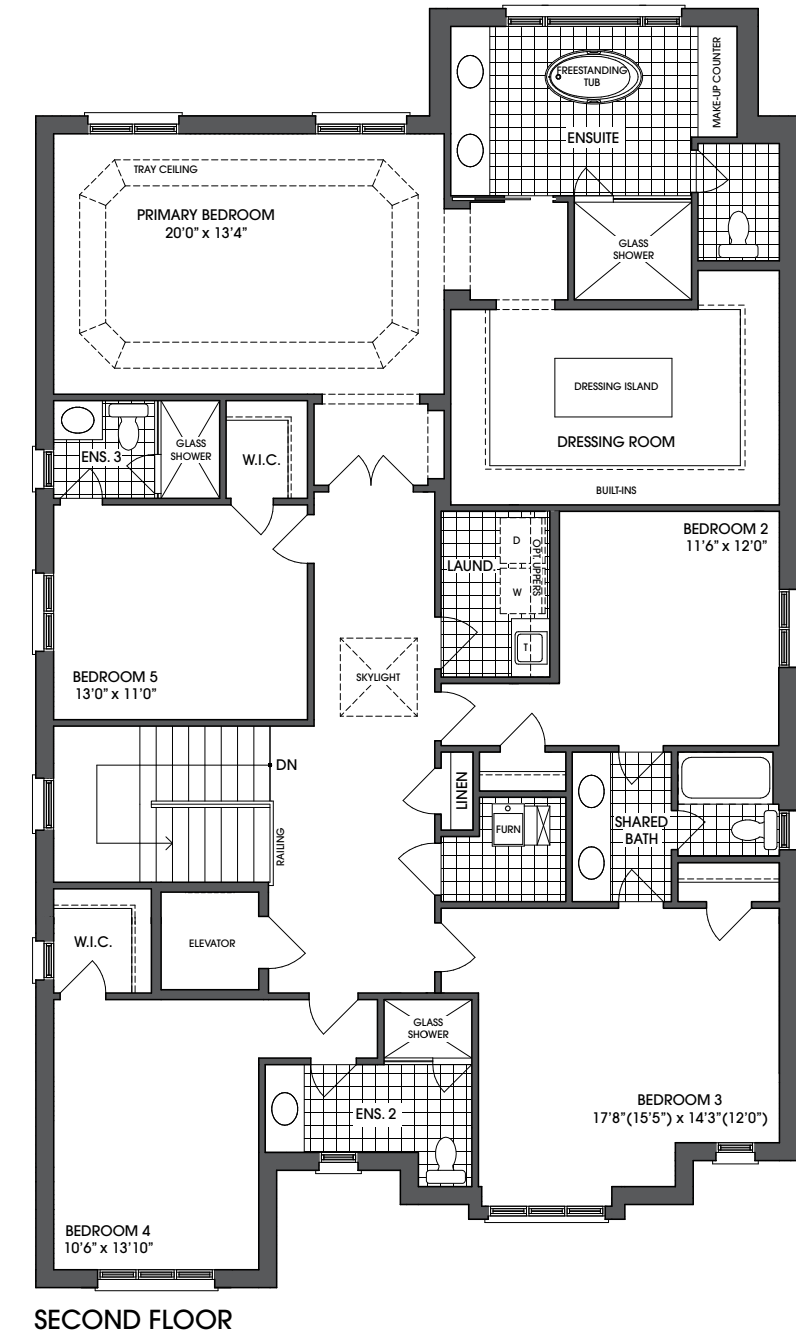 MAKE-UP COUNTER
FREESTANDING
TUB
ENSUITE
TRAY CEILING
PRIMARY BEDROOM
20'0" x 13'4"
GLASS
SHOWER
DRESSING ISLAND
DRESSING ROOM
BUILT-INS
ENS. 3
GLASS
SHOWER
W.I.C.
BEDROOM 2
11'6" x 12'0"
D
OPT. UPPERS
LAUND.
W
T
BEDROOM 5
13'0" x 11'0"
SKYLIGHT
DN
LINEN
RAILING
FURN
SHARED
BATH
W.I.C.
ELEVATOR
GLASS
SHOWER
ENS. 2
BEDROOM 3
17'8"(15'5") x 14'3"(12'0")
BEDROOM 4
10'6" x 13'10"
SECOND FLOOR